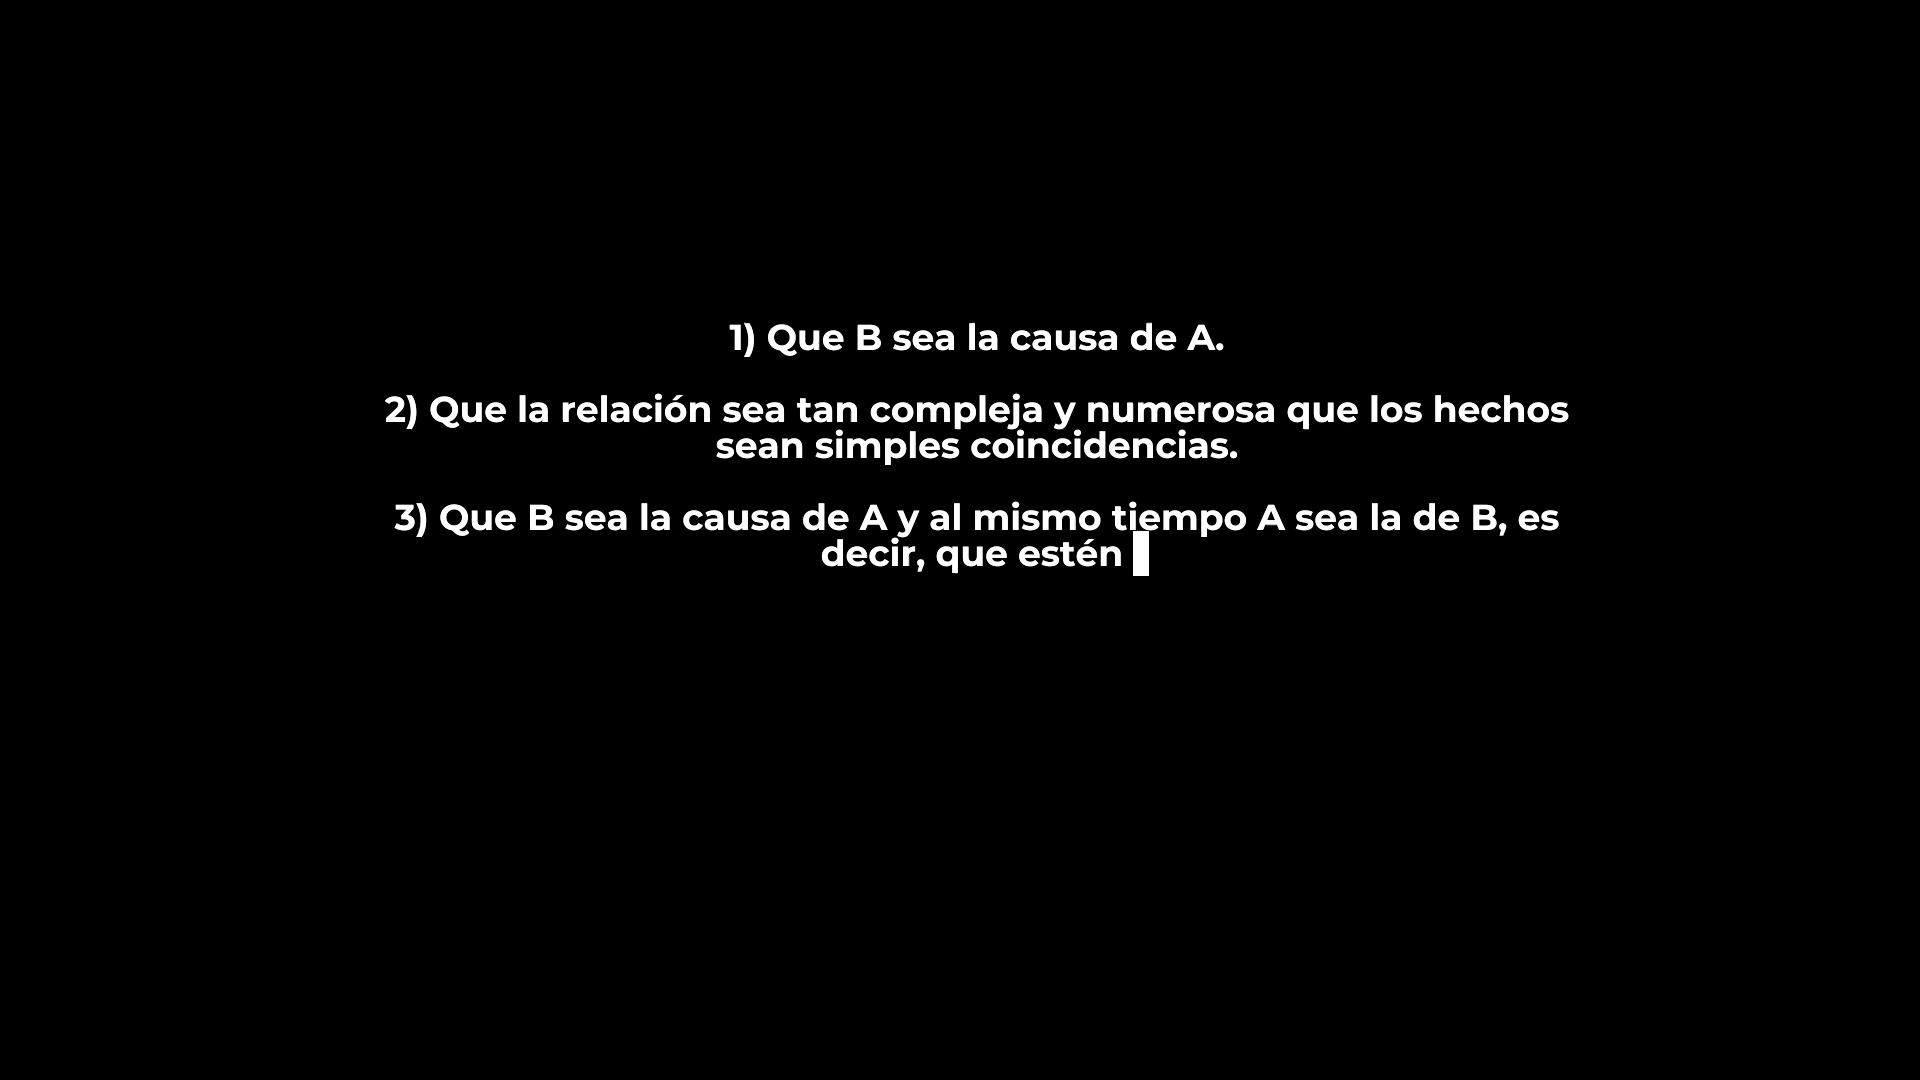 1) Que B sea la causa de A.
2) Que la relación sea tan compleja y numerosa que los hechos
sean simples coincidencias.
3) Que B sea la causa de A y al mismo tiempo A sea la de B, es
decir, que estén